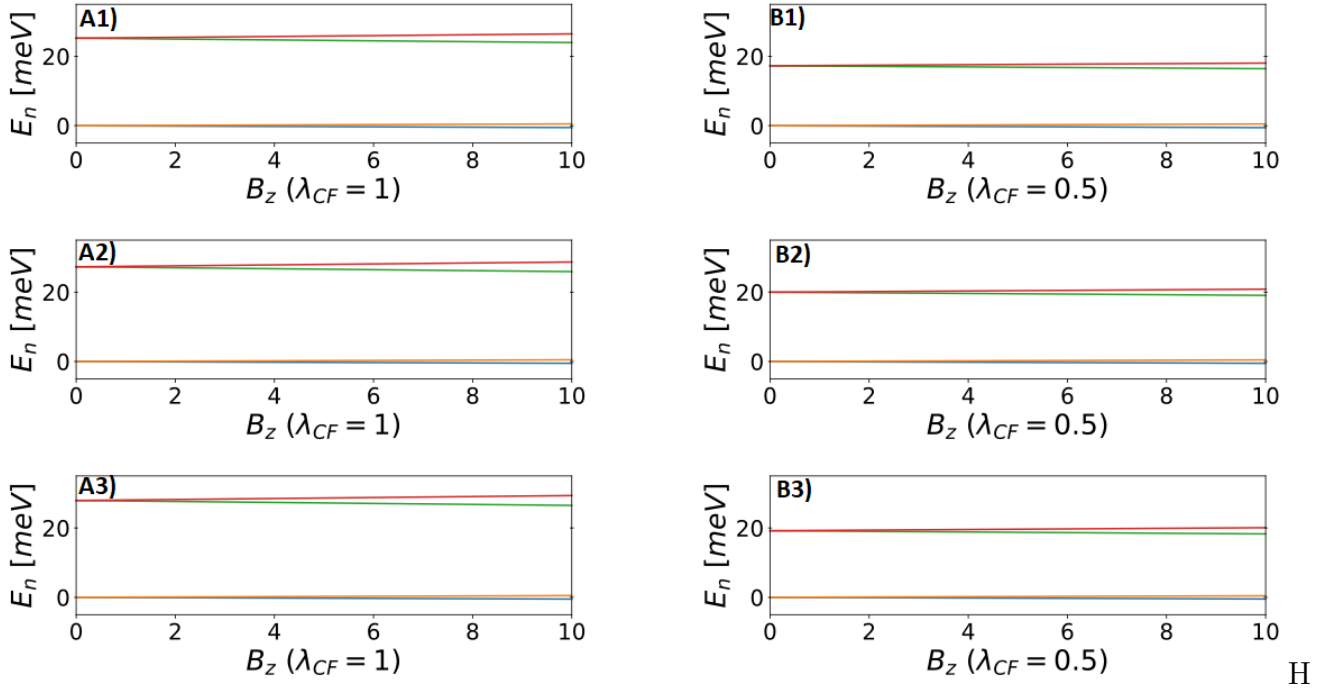 A1)
E_n [meV]
20
0
0 2 4 6 8 10
B_z (λ_CF = 1)
B1)
E_n [meV]
20
0
0 2 4 6 8 10
B_z (λ_CF = 0.5)
A2)
E_n [meV]
20
0
0 2 4 6 8 10
B_z (λ_CF = 1)
B2)
E_n [meV]
20
0
0 2 4 6 8 10
B_z (λ_CF = 0.5)
A3)
E_n [meV]
20
0
0 2 4 6 8 10
B_z (λ_CF = 1)
B3)
E_n [meV]
20
0
0 2 4 6 8 10
B_z (λ_CF = 0.5)
H